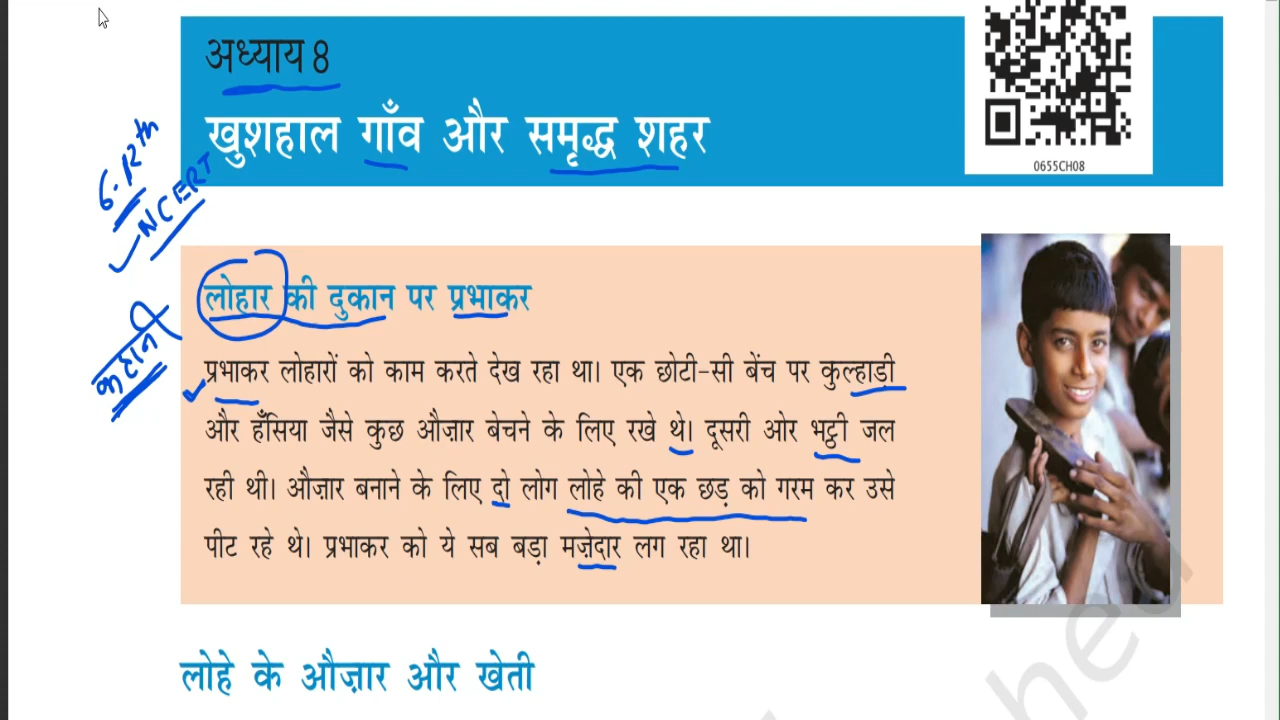 अध्याय 8
खुशहाल गाँव और समृद्ध शहर
0655CH08
6th
NCERT
कहानी
लोहार की दुकान पर प्रभाकर
प्रभाकर लोहारों को काम करते देख रहा था। एक छोटी-सी बेंच पर कुल्हाड़ी
और हँसिया जैसे कुछ औज़ार बेचने के लिए रखे थे। दूसरी ओर भट्ठी जल
रही थी। औजार बनाने के लिए दो लोग लोहे की एक छड़ को गरम कर उसे
पीट रहे थे। प्रभाकर को ये सब बड़ा मज़ेदार लग रहा था।
लोहे के औज़ार और खेती